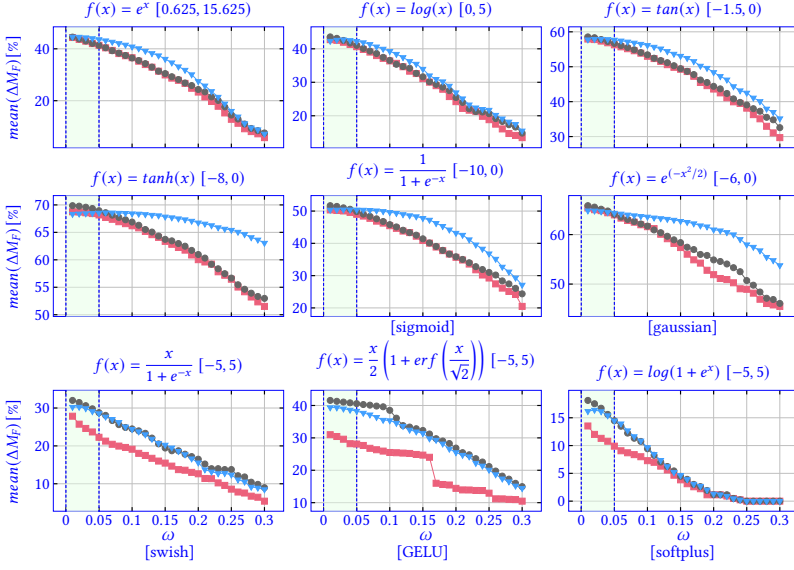 f(x) = e^x [0.625, 15.625)
f(x) = log(x) [0, 5)
f(x) = tan(x) [−1.5, 0)
mean(ΔM_F)[%]
40
20
40
20
60
50
40
30
f(x) = tanh(x) [−8, 0)
f(x) = 1 / (1 + e^{−x}) [−10, 0)
f(x) = e^{(−x²/2)} [−6, 0)
mean(ΔM_F)[%]
70
65
60
55
50
50
40
30
20
60
50
[sigmoid]
[gaussian]
f(x) = x / (1 + e^{−x}) [−5, 5)
f(x) = x/2 (1 + erf(x/√2)) [−5, 5)
f(x) = log(1 + e^x) [−5, 5)
mean(ΔM_F)[%]
30
20
10
40
30
20
10
15
10
5
0
0 0.05 0.1 0.15 0.2 0.25 0.3
0 0.05 0.1 0.15 0.2 0.25 0.3
0 0.05 0.1 0.15 0.2 0.25 0.3
ω
ω
ω
[swish]
[GELU]
[softplus]